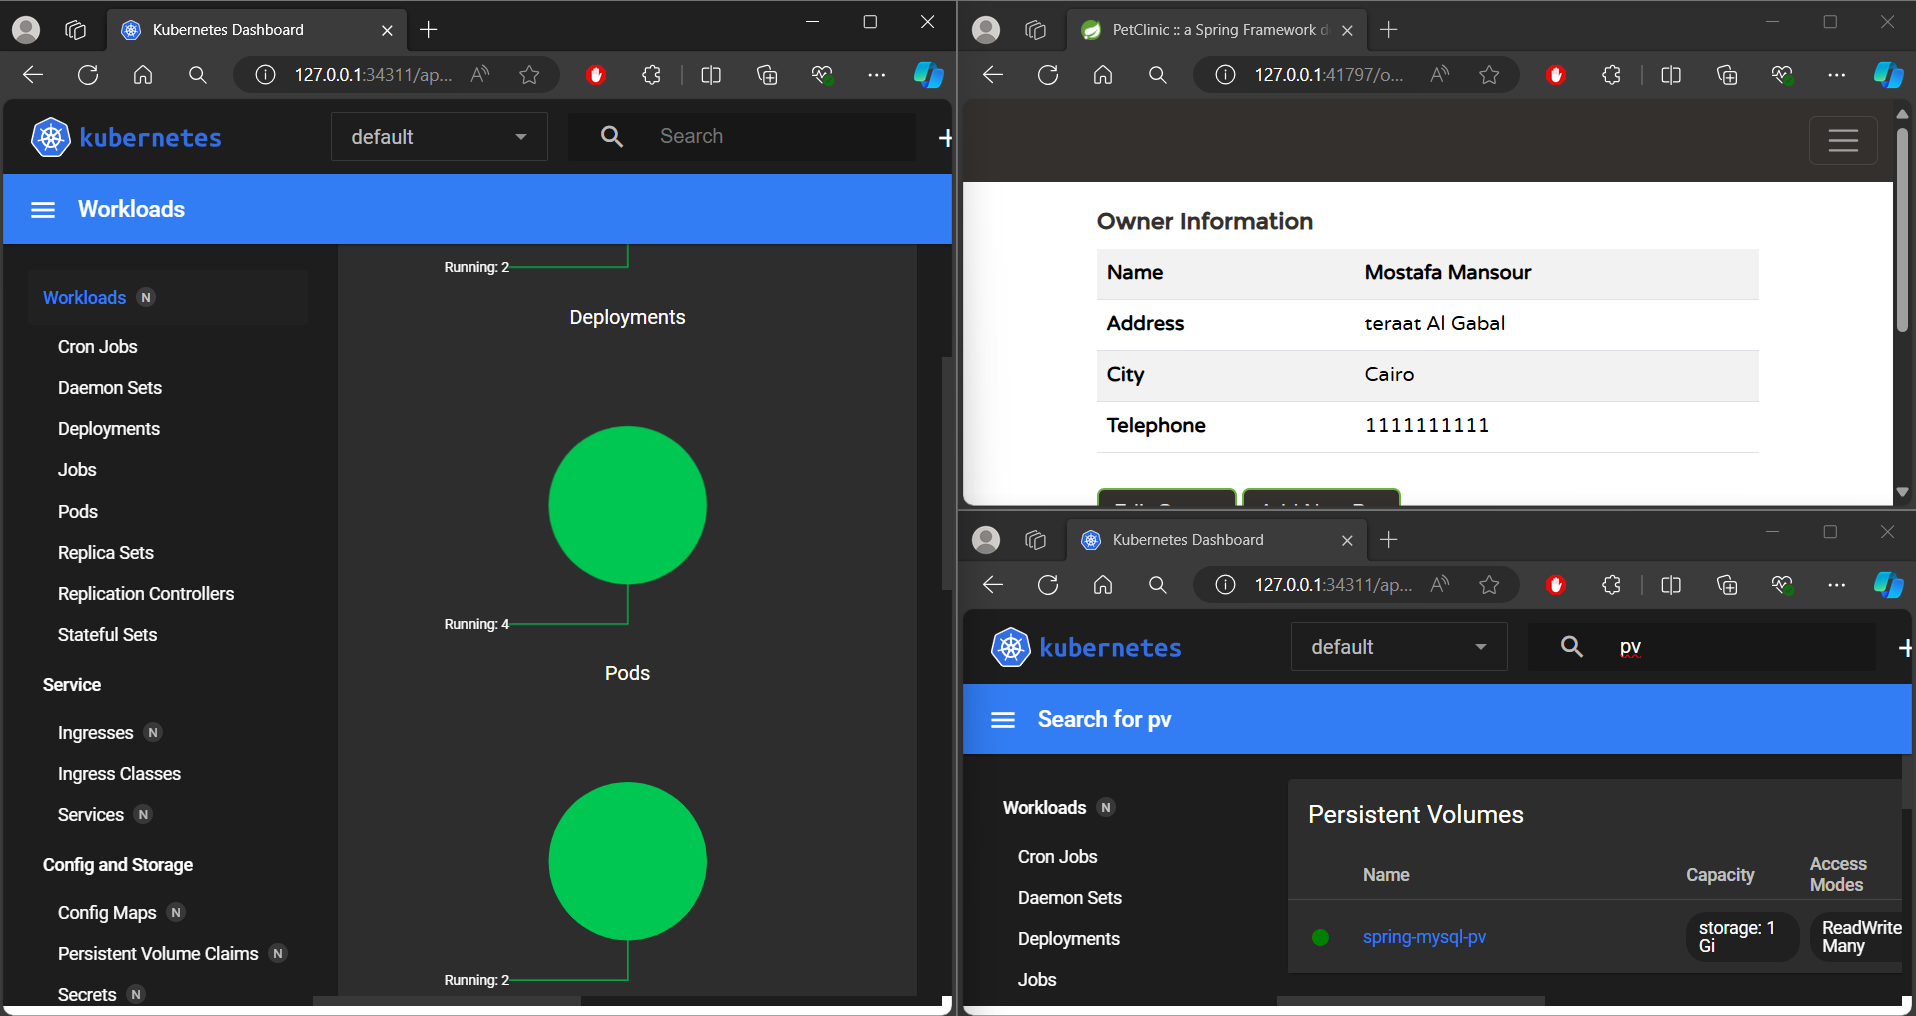 Kubernetes Dashboard
127.0.0.1:34311/ap...
kubernetes
default
Search
Workloads
Workloads N
Cron Jobs
Daemon Sets
Deployments
Jobs
Pods
Replica Sets
Replication Controllers
Stateful Sets
Service
Ingresses N
Ingress Classes
Services N
Config and Storage
Config Maps N
Persistent Volume Claims N
Secrets N
Running: 2
Deployments
Running: 4
Pods
Running: 2
PetClinic :: a Spring Framework d
127.0.0.1:41797/o...
Owner Information
Name Mostafa Mansour
Address teraat Al Gabal
City Cairo
Telephone 1111111111
Kubernetes Dashboard
127.0.0.1:34311/ap...
kubernetes
default
pv
Search for pv
Workloads N
Cron Jobs
Daemon Sets
Deployments
Jobs
Persistent Volumes
Name Capacity Access
Modes
spring-mysql-pv storage: 1 ReadWrite
Gi Many